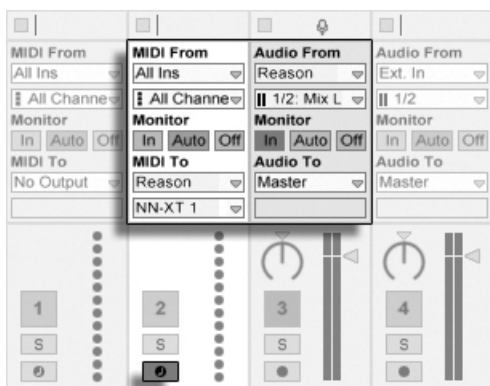 MIDI From
All Ins
All Channe
Monitor
In Auto Off
MIDI To
No Output
1
S
MIDI From
All Ins
All Channe
Monitor
In Auto Off
MIDI To
Reason
NN-XT 1
2
S
Audio From
Reason
1/2: Mix L
Monitor
In Auto Off
Audio To
Master
3
S
Audio From
Ext. In
1/2
Monitor
In Auto Off
Audio To
Master
4
S